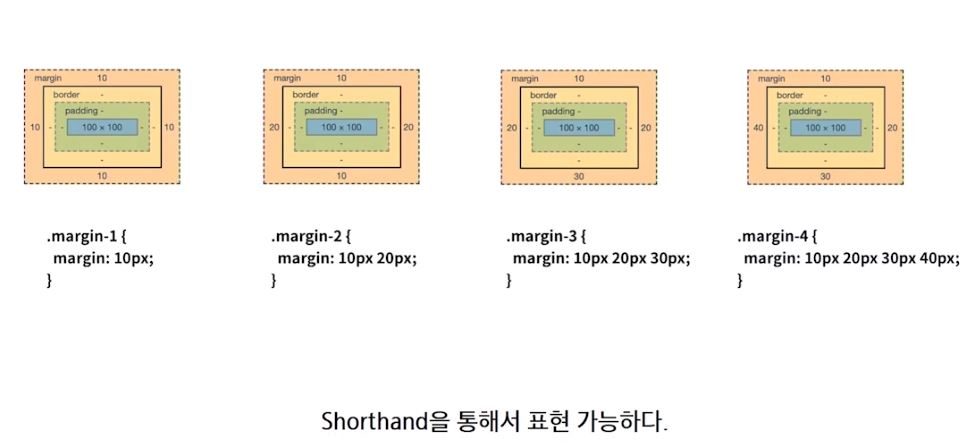 margin 10
border -
padding -
10 - - 100 × 100 - - 10
-
-
10
margin 10
border -
padding -
20 - - 100 × 100 - - 20
-
-
10
margin 10
border -
padding -
20 - - 100 × 100 - - 20
-
-
30
margin 10
border -
padding -
40 - - 100 × 100 - - 20
-
-
30
.margin-1 {
margin: 10px;
}
.margin-2 {
margin: 10px 20px;
}
.margin-3 {
margin: 10px 20px 30px;
}
.margin-4 {
margin: 10px 20px 30px 40px;
}
Shorthand을 통해서 표현 가능하다.